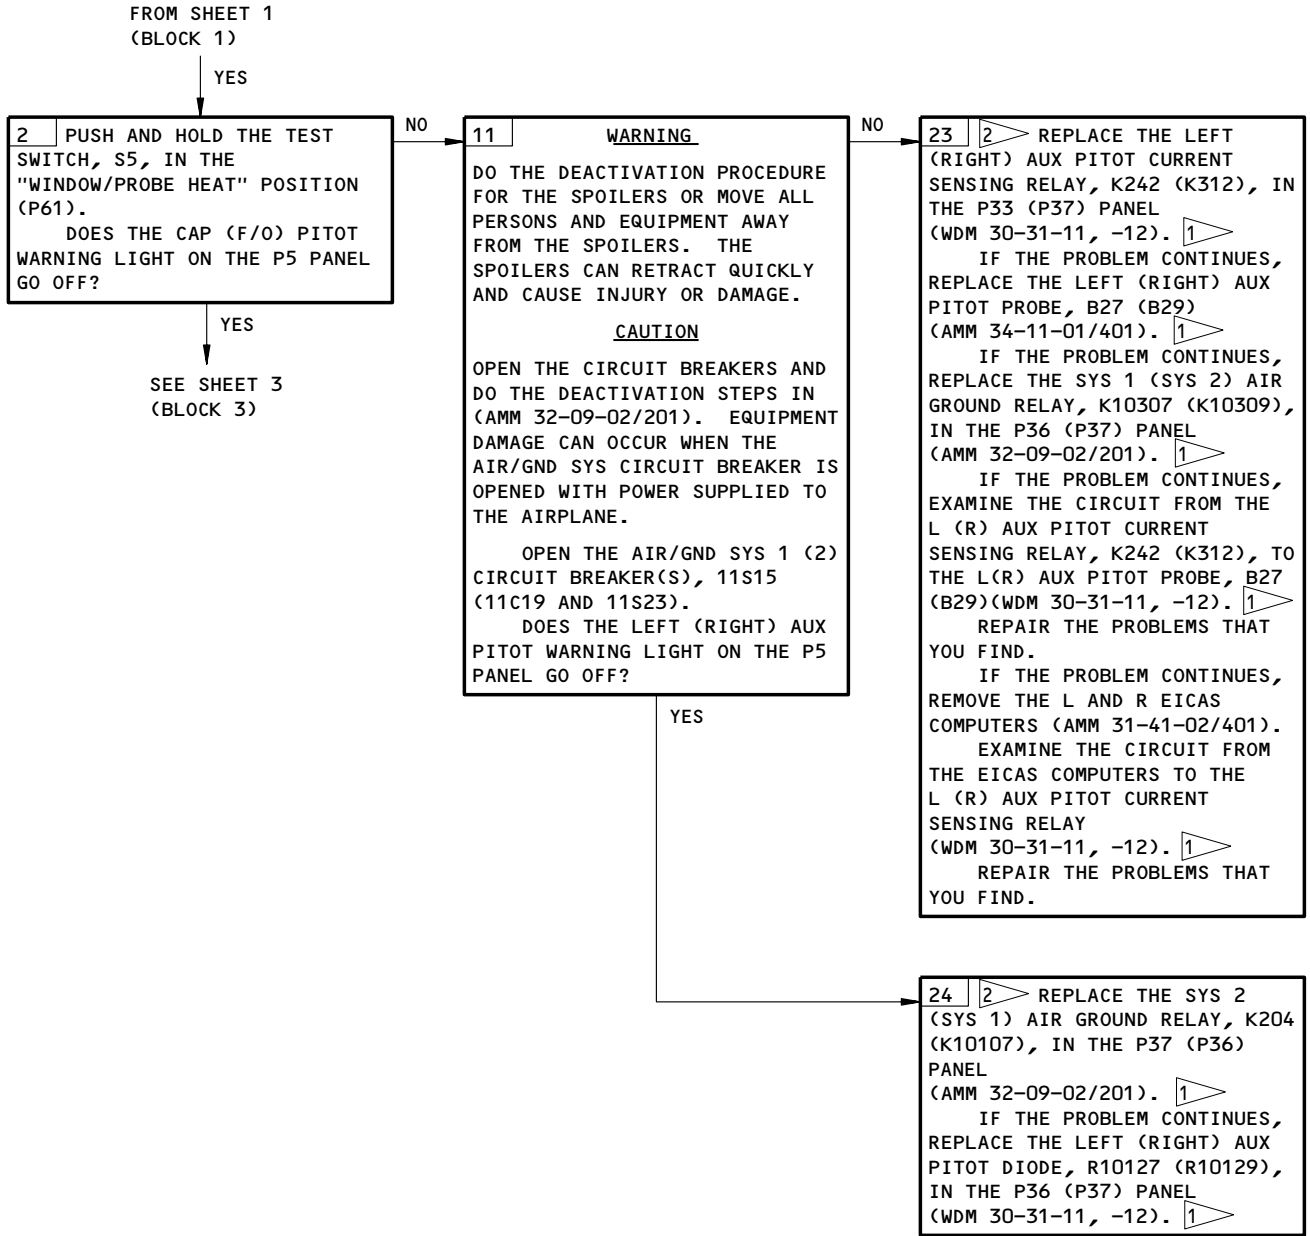 FROM SHEET 1
(BLOCK 1)
YES
2 PUSH AND HOLD THE TEST
SWITCH, S5, IN THE
"WINDOW/PROBE HEAT" POSITION
(P61).
DOES THE CAP (F/O) PITOT
WARNING LIGHT ON THE P5 PANEL
GO OFF?
YES
SEE SHEET 3
(BLOCK 3)
NO
11 WARNING
DO THE DEACTIVATION PROCEDURE
FOR THE SPOILERS OR MOVE ALL
PERSONS AND EQUIPMENT AWAY
FROM THE SPOILERS. THE
SPOILERS CAN RETRACT QUICKLY
AND CAUSE INJURY OR DAMAGE.
CAUTION
OPEN THE CIRCUIT BREAKERS AND
DO THE DEACTIVATION STEPS IN
(AMM 32-09-02/201). EQUIPMENT
DAMAGE CAN OCCUR WHEN THE
AIR/GND SYS CIRCUIT BREAKER IS
OPENED WITH POWER SUPPLIED TO
THE AIRPLANE.
OPEN THE AIR/GND SYS 1 (2)
CIRCUIT BREAKER(S), 11S15
(11C19 AND 11S23).
DOES THE LEFT (RIGHT) AUX
PITOT WARNING LIGHT ON THE P5
PANEL GO OFF?
YES
NO
23 2 REPLACE THE LEFT
(RIGHT) AUX PITOT CURRENT
SENSING RELAY, K242 (K312), IN
THE P33 (P37) PANEL
(WDM 30-31-11, -12). 1
IF THE PROBLEM CONTINUES,
REPLACE THE LEFT (RIGHT) AUX
PITOT PROBE, B27 (B29)
(AMM 34-11-01/401). 1
IF THE PROBLEM CONTINUES,
REPLACE THE SYS 1 (SYS 2) AIR
GROUND RELAY, K10307 (K10309),
IN THE P36 (P37) PANEL
(AMM 32-09-02/201). 1
IF THE PROBLEM CONTINUES,
EXAMINE THE CIRCUIT FROM THE
L (R) AUX PITOT CURRENT
SENSING RELAY, K242 (K312), TO
THE L(R) AUX PITOT PROBE, B27
(B29)(WDM 30-31-11, -12). 1
REPAIR THE PROBLEMS THAT
YOU FIND.
IF THE PROBLEM CONTINUES,
REMOVE THE L AND R EICAS
COMPUTERS (AMM 31-41-02/401).
EXAMINE THE CIRCUIT FROM
THE EICAS COMPUTERS TO THE
L (R) AUX PITOT CURRENT
SENSING RELAY
(WDM 30-31-11, -12). 1
REPAIR THE PROBLEMS THAT
YOU FIND.
24 2 REPLACE THE SYS 2
(SYS 1) AIR GROUND RELAY, K204
(K10107), IN THE P37 (P36)
PANEL
(AMM 32-09-02/201). 1
IF THE PROBLEM CONTINUES,
REPLACE THE LEFT (RIGHT) AUX
PITOT DIODE, R10127 (R10129),
IN THE P36 (P37) PANEL
(WDM 30-31-11, -12). 1